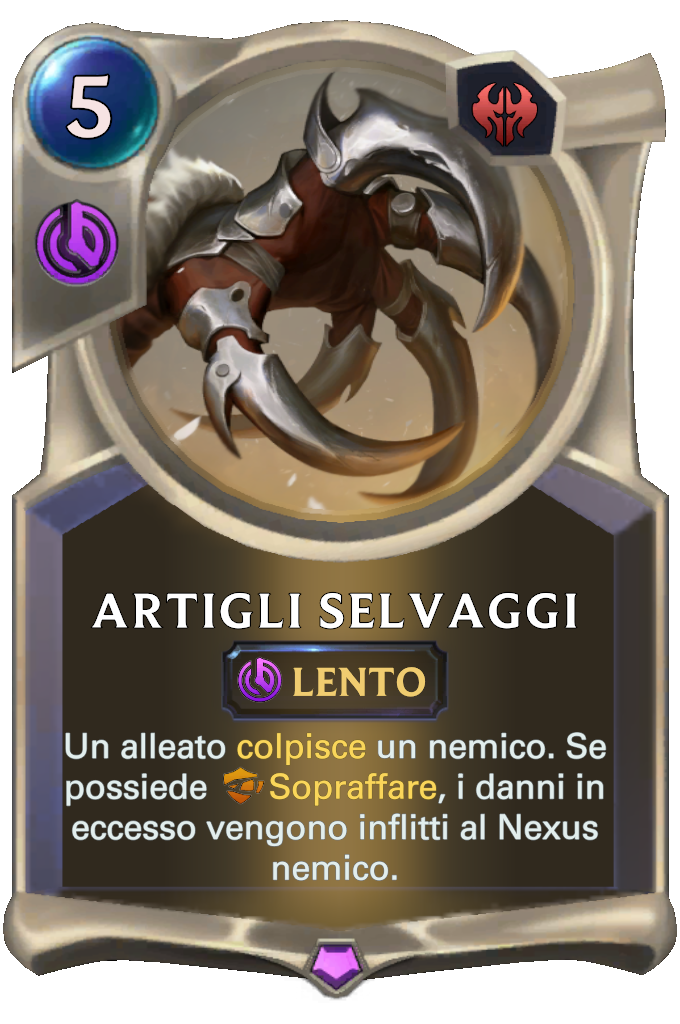 5
ARTIGLI SELVAGGI
LENTO
Un alleato colpisce un nemico. Se
possiede Sopraffare, i danni in
eccesso vengono inflitti al Nexus
nemico.